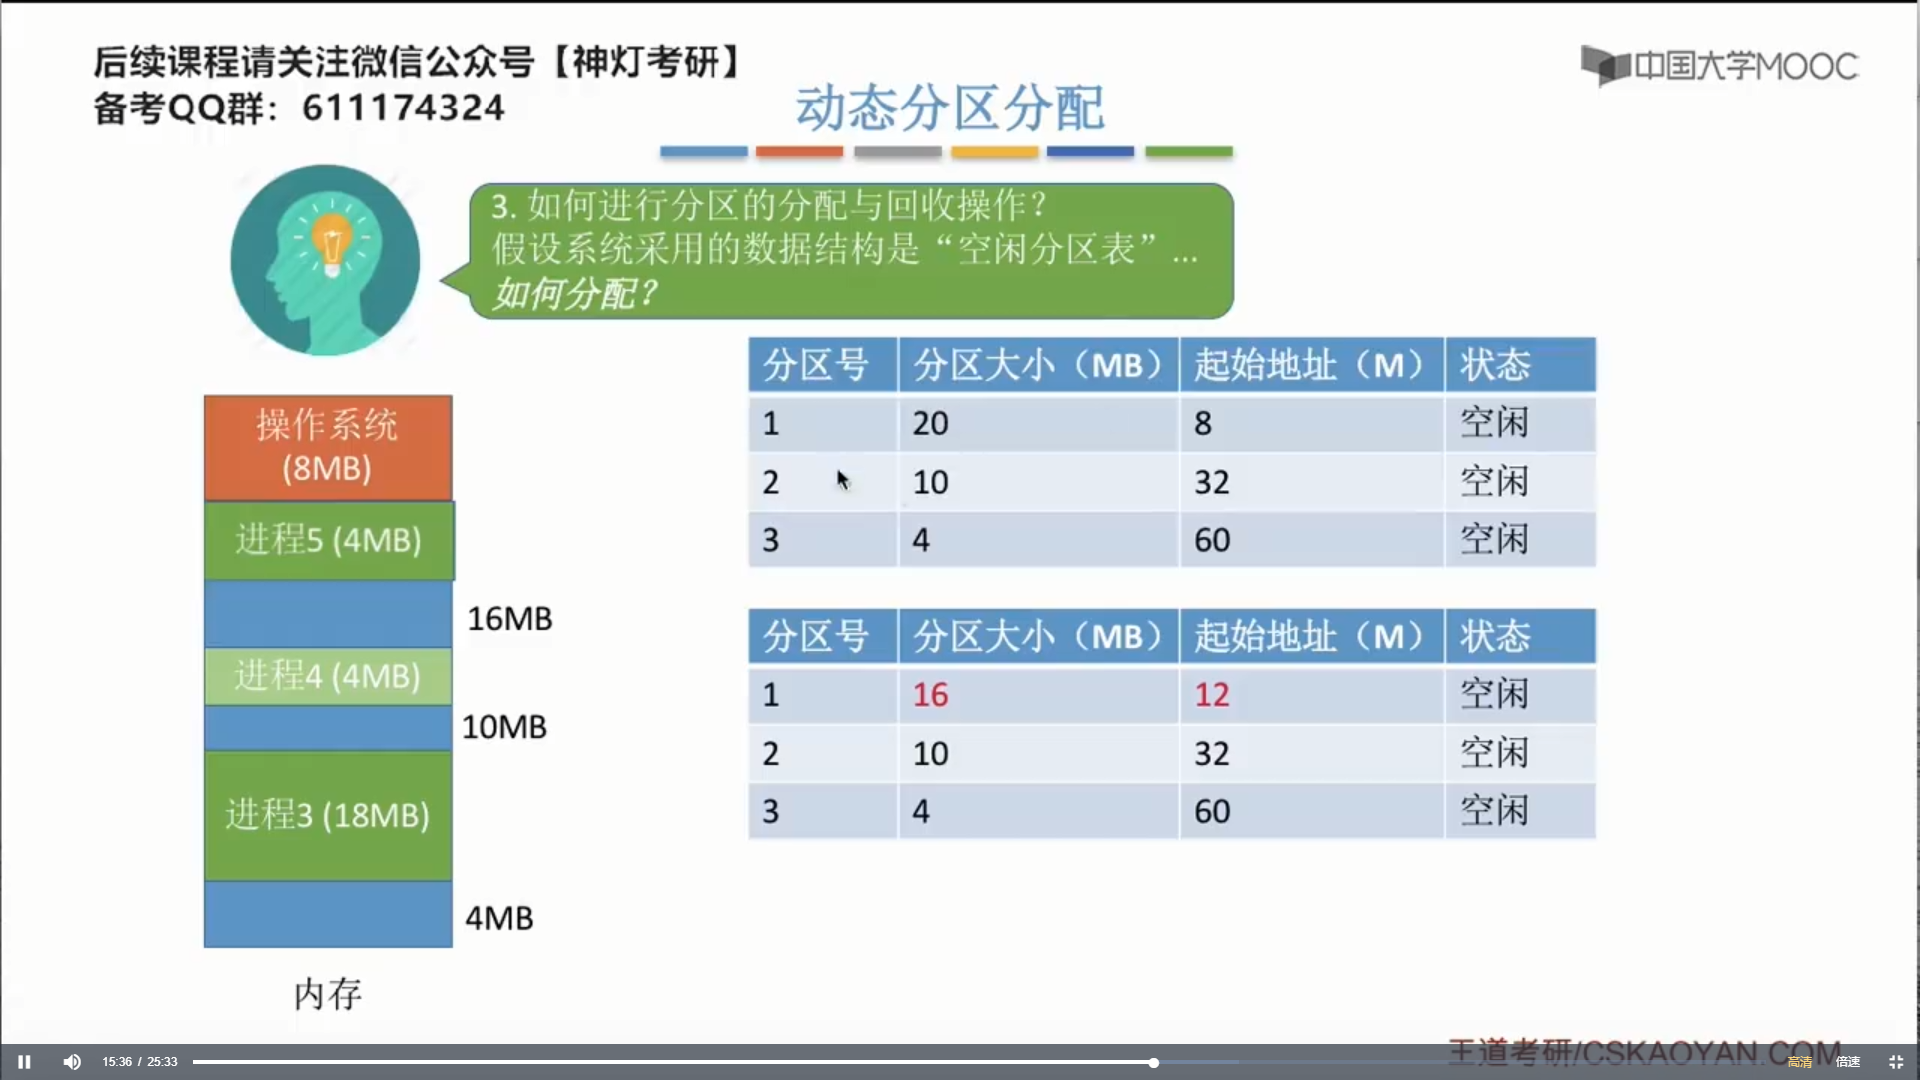 后续课程请关注微信公众号【神灯考研】
备考QQ群：611174324
中国大学MOOC
动态分区分配
3. 如何进行分区的分配与回收操作？
假设系统采用的数据结构是“空闲分区表”...
如何分配？
操作系统
(8MB)
进程5 (4MB)
16MB
进程4 (4MB)
10MB
进程3 (18MB)
4MB
内存
分区号 分区大小（MB） 起始地址（M） 状态
1 20 8 空闲
2 10 32 空闲
3 4 60 空闲
分区号 分区大小（MB） 起始地址（M） 状态
1 16 12 空闲
2 10 32 空闲
3 4 60 空闲
王道考研/CSKAOYAN.COM
15:36 / 25:33
高清 倍速